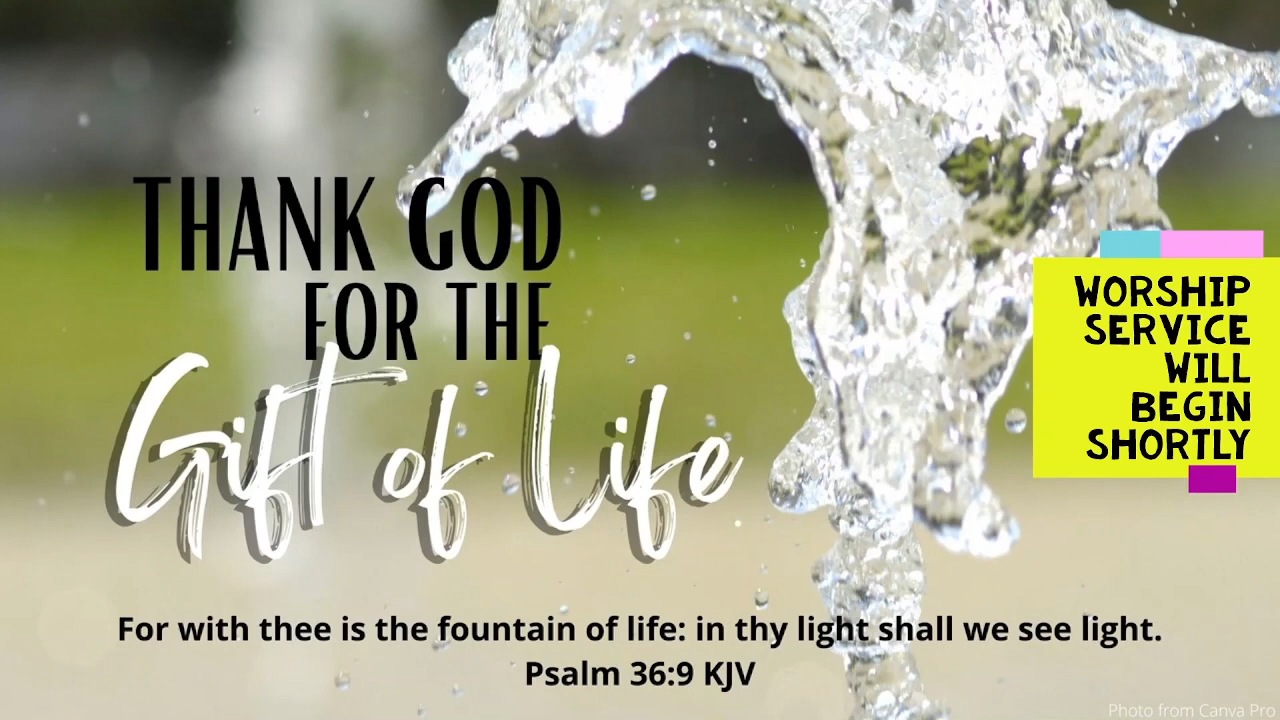 THANK GOD
FOR THE
Gift of Life
WORSHIP
SERVICE
WILL
BEGIN
SHORTLY
For with thee is the fountain of life: in thy light shall we see light.
Psalm 36:9 KJV
Photo from Canva Pro